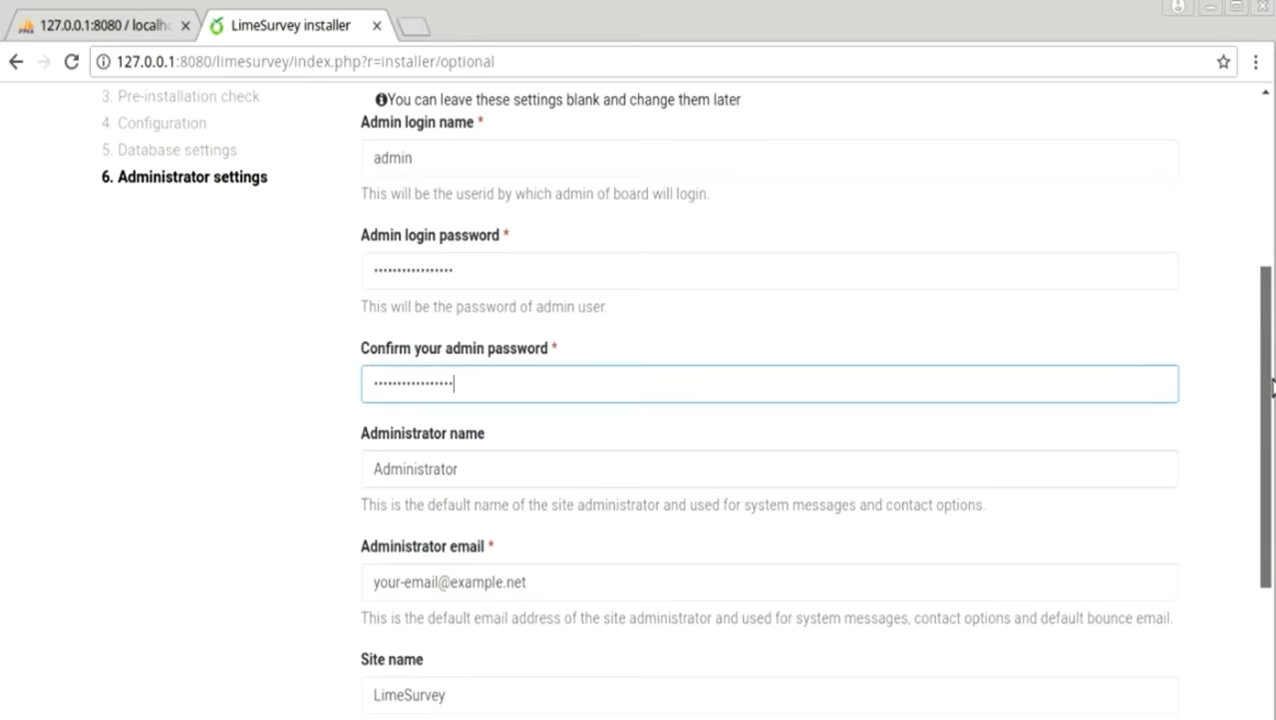 127.0.0.1:8080 / localh
LimeSurvey installer
127.0.0.1:8080/limesurvey/index.php?r=installer/optional
3. Pre-installation check
4. Configuration
5. Database settings
6. Administrator settings
You can leave these settings blank and change them later
Admin login name *
admin
This will be the userid by which admin of board will login.
Admin login password *
•••••••••••••••••
This will be the password of admin user.
Confirm your admin password *
•••••••••••••••••
Administrator name
Administrator
This is the default name of the site administrator and used for system messages and contact options.
Administrator email *
your-email@example.net
This is the default email address of the site administrator and used for system messages, contact options and default bounce email.
Site name
LimeSurvey